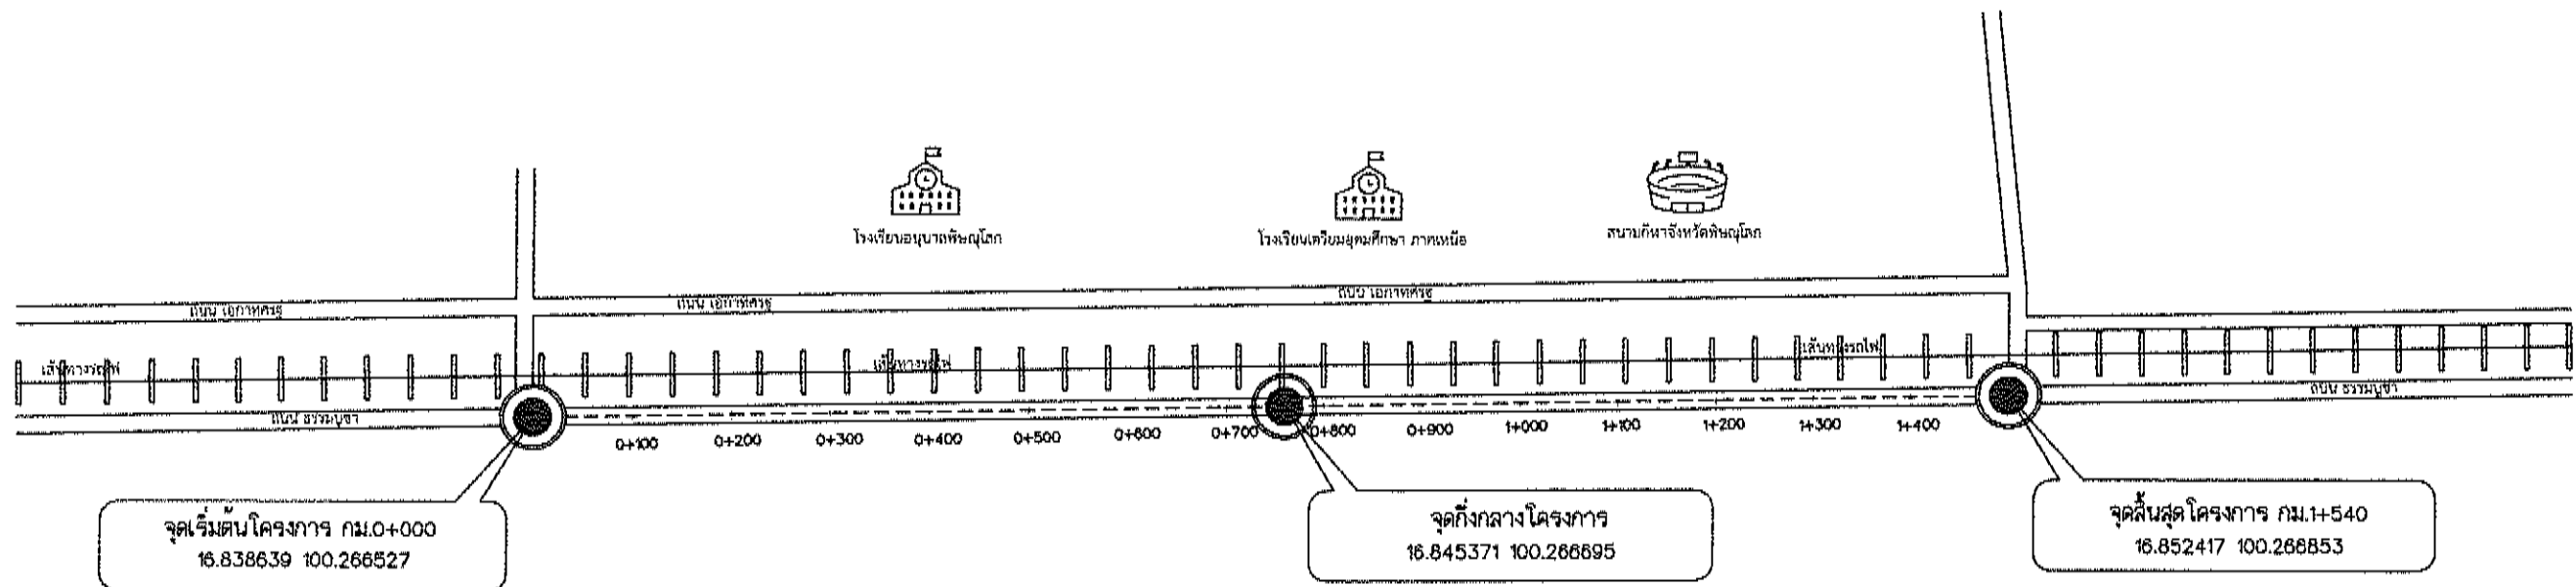 โรงเรียนอนุบาลพิษณุโลก
โรงเรียนเตรียมอุดมศึกษา ภาคเหนือ
สนามกีฬาจังหวัดพิษณุโลก
ถนน เอกาทศรฐ
ถนน เอกาทศรฐ
ถนน เอกาทศรฐ
เส้นทางรถไฟ
เส้นทางรถไฟ
เส้นทางรถไฟ
ถนน ธรรมบูชา
ถนน ธรรมบูชา
0+100 0+200 0+300 0+400 0+500 0+600 0+700 0+800 0+900 1+000 1+100 1+200 1+300 1+400
จุดเริ่มต้นโครงการ กม.0+000
16.838639 100.266527
จุดกึ่งกลางโครงการ
16.845371 100.266695
จุดสิ้นสุดโครงการ กม.1+540
16.852417 100.266853